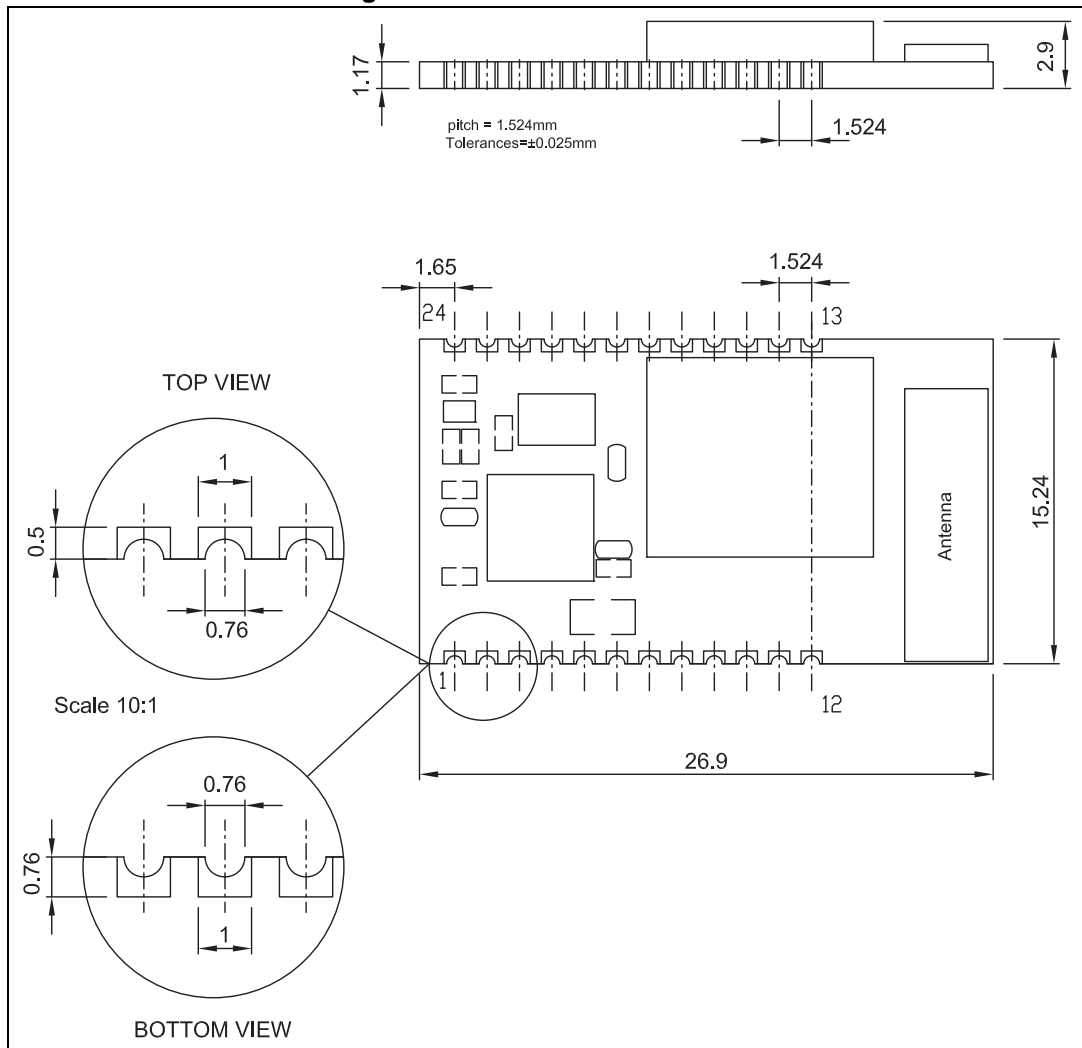 1.17
2.9
pitch = 1.524mm
Tolerances=±0.025mm
1.524
1.65
1.524
24
13
TOP VIEW
1
0.5
0.76
Antenna
15.24
1
12
Scale 10:1
26.9
0.76
0.76
1
BOTTOM VIEW